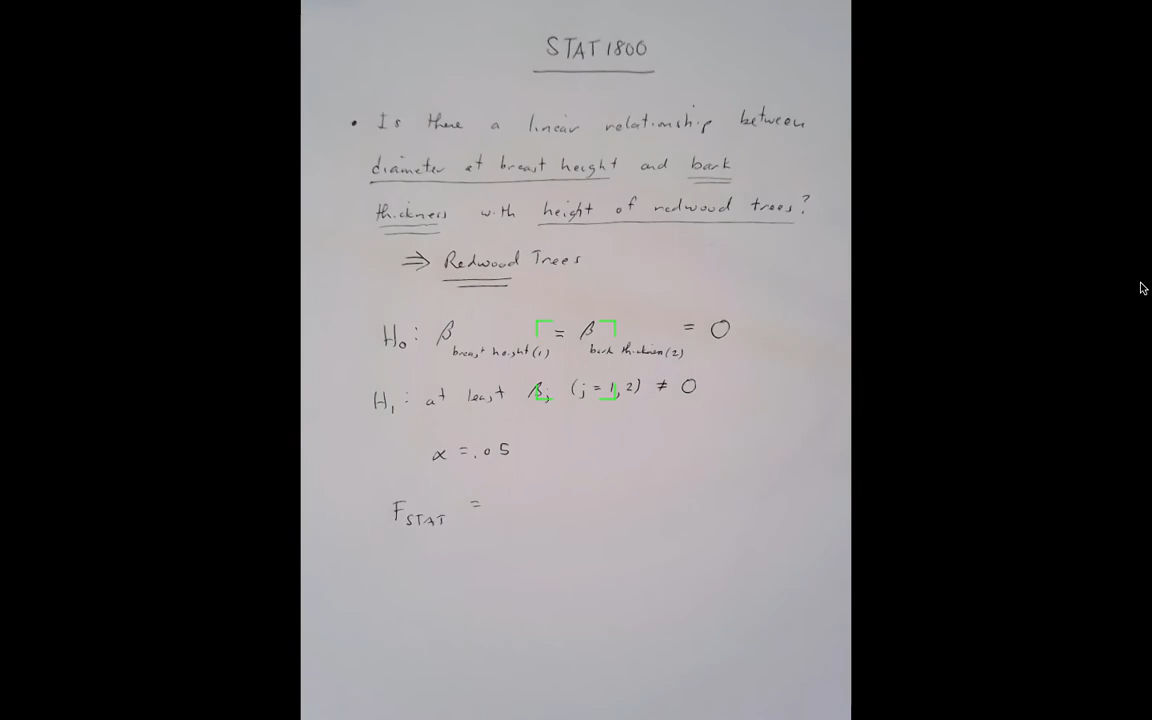 STAT 1800
• Is there a linear relationship between
diameter at breast height and bark
thickness with height of redwood trees?
⇒ Redwood Trees
H₀: β breast height(1) = β bark thickness(2) = 0
H₁: at least βⱼ (j = 1, 2) ≠ 0
α = .05
F_STAT =